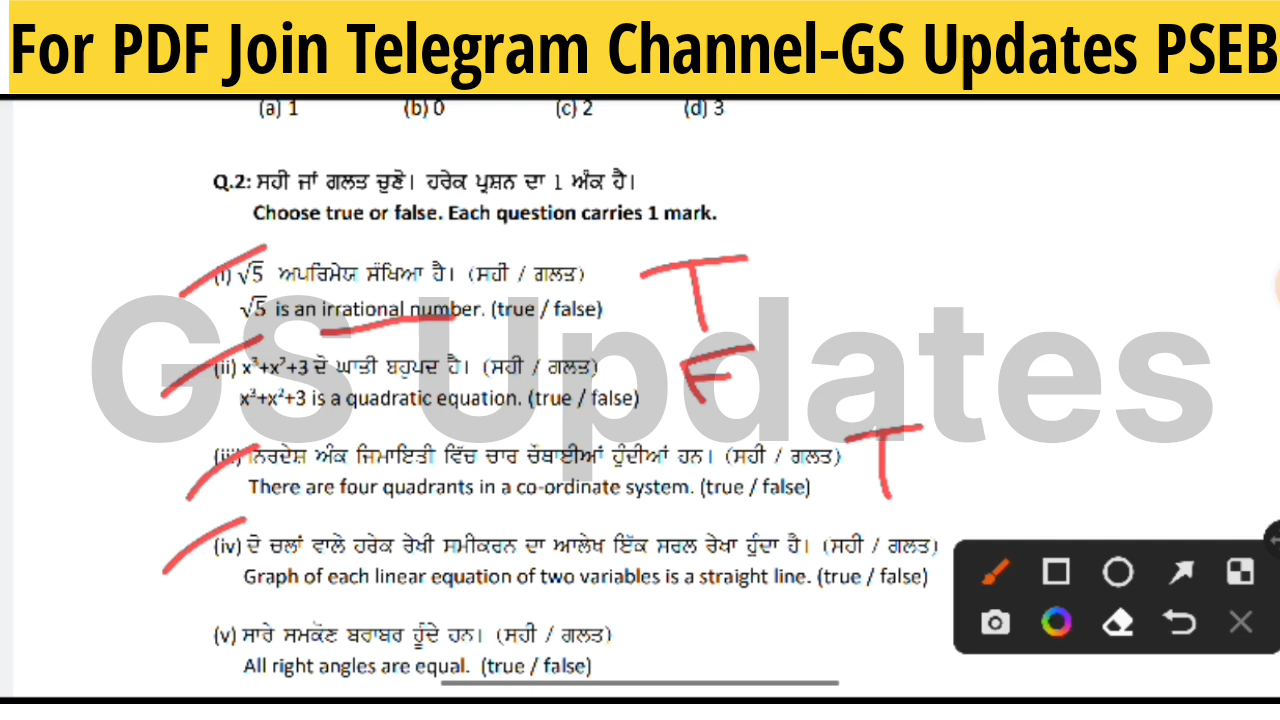 For PDF Join Telegram Channel-GS Updates PSEB
(a) 1 (b) 0 (c) 2 (d) 3
Q.2: ਸਹੀ ਜਾਂ ਗਲਤ ਚੁਣੋ। ਹਰੇਕ ਪ੍ਰਸ਼ਨ ਦਾ 1 ਅੰਕ ਹੈ।
Choose true or false. Each question carries 1 mark.
(i) √5 ਅਪਰਿਮੇਯ ਸੰਖਿਆ ਹੈ। (ਸਹੀ / ਗਲਤ) T
√5 is an irrational number. (true / false)
(ii) x³+x²+3 ਦੋ ਘਾਤੀ ਬਹੁਪਦ ਹੈ। (ਸਹੀ / ਗਲਤ) F
x³+x²+3 is a quadratic equation. (true / false)
GS Updates
(iii) ਨਿਰਦੇਸ਼ ਅੰਕ ਜਿਮਾਇਤੀ ਵਿੱਚ ਚਾਰ ਚੌਥਾਈਆਂ ਹੁੰਦੀਆਂ ਹਨ। (ਸਹੀ / ਗਲਤ) T
There are four quadrants in a co-ordinate system. (true / false)
(iv) ਦੋ ਚਲਾਂ ਵਾਲੇ ਹਰੇਕ ਰੇਖੀ ਸਮੀਕਰਨ ਦਾ ਆਲੇਖ ਇੱਕ ਸਰਲ ਰੇਖਾ ਹੁੰਦਾ ਹੈ। (ਸਹੀ / ਗਲਤ)
Graph of each linear equation of two variables is a straight line. (true / false)
(v) ਸਾਰੇ ਸਮਕੋਣ ਬਰਾਬਰ ਹੂੰਦੇ ਹਨ। (ਸਹੀ / ਗਲਤ)
All right angles are equal. (true / false)